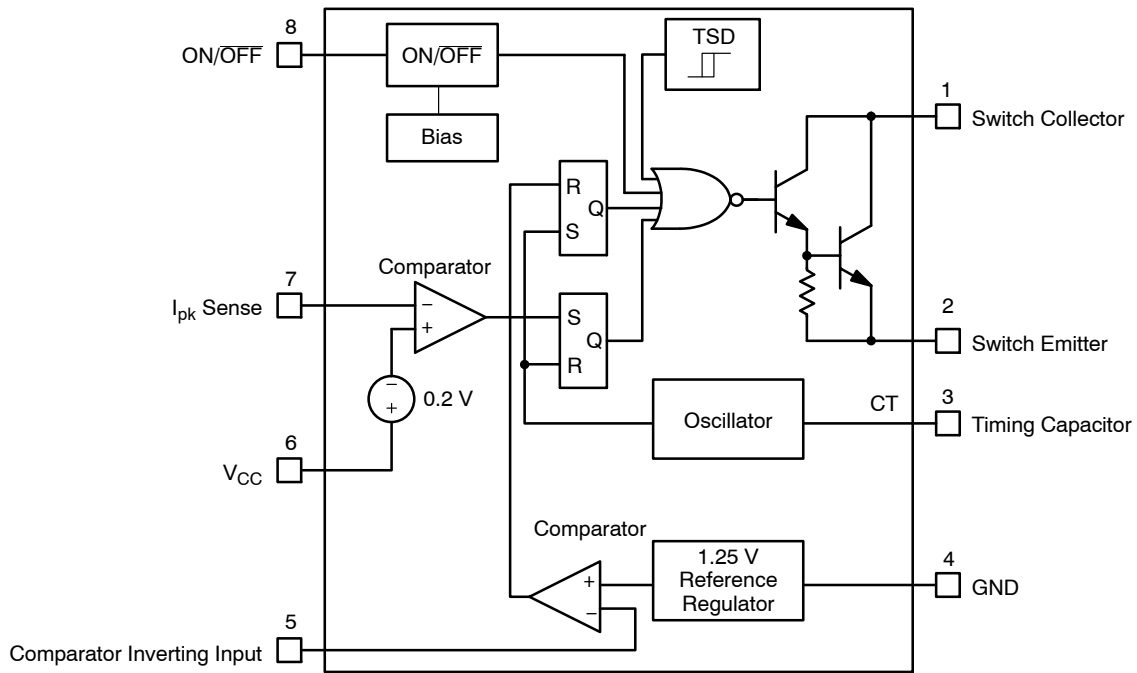 8
ON/OFF
ON/OFF
TSD
Bias
1
Switch Collector
R
Q
S
Comparator
7
Ipk Sense
−
+
S
Q
R
2
Switch Emitter
−
+
0.2 V
Oscillator
CT
3
Timing Capacitor
6
VCC
Comparator
1.25 V
Reference
Regulator
4
GND
+
−
5
Comparator Inverting Input